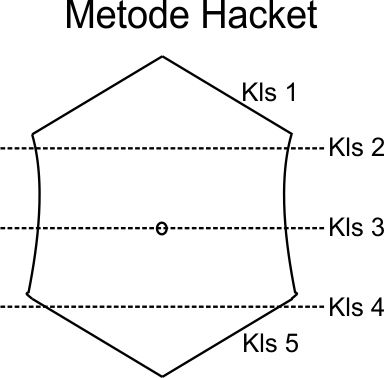 Metode Hacket
Kls 1
Kls 2
Kls 3
Kls 4
Kls 5